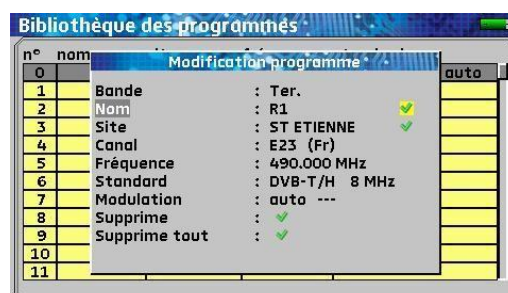 Bibliothèque des programmes
n° nom
Modification programme
0 auto
1
Bande : Ter.
2
Nom : R1
3
Site : ST ETIENNE
4
Canal : E23 (Fr)
5
Fréquence : 490.000 MHz
6
Standard : DVB-T/H 8 MHz
7
Modulation : auto ---
8
Supprime :
9
Supprime tout :
10
11